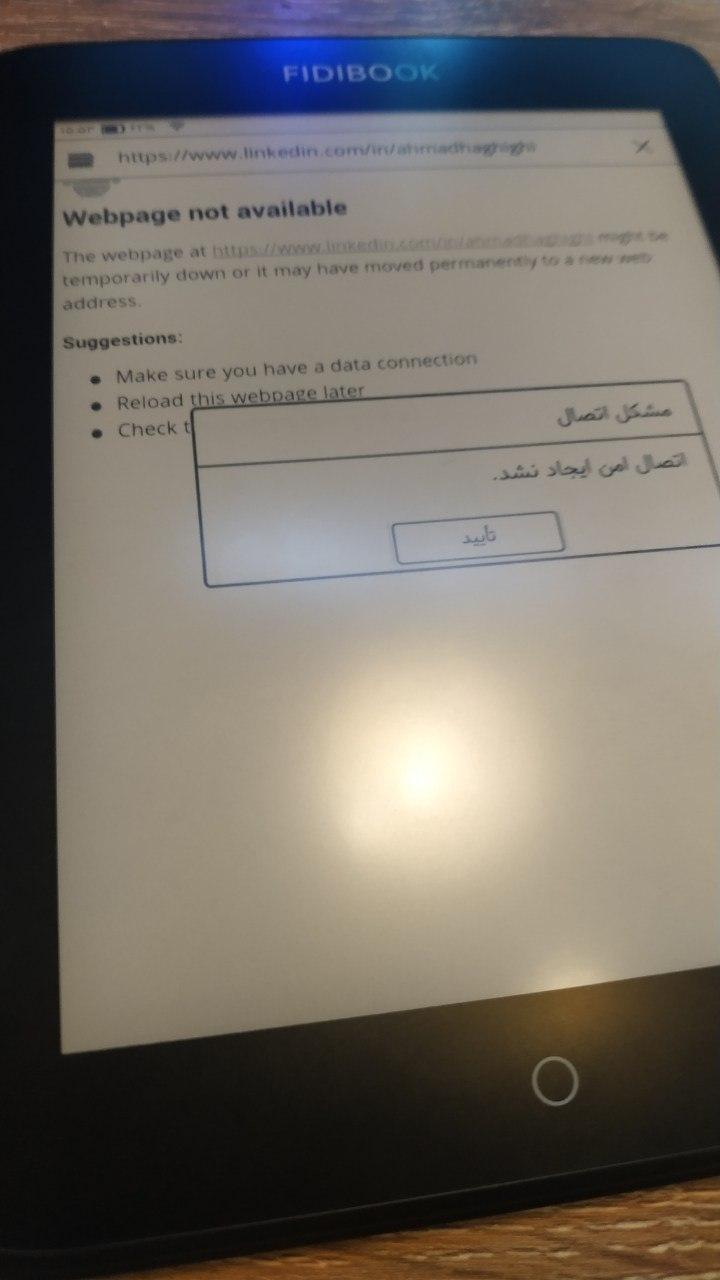 FIDIBOOK
https://www.linkedin.com/in/ahmadhaghighi
Webpage not available
The webpage at https://www.linkedin.com/in/ahmadhaghighi might be
temporarily down or it may have moved permanently to a new web
address.
Suggestions:
Make sure you have a data connection
Reload this webpage later
Check t
مشکل اتصال
اتصال امن ایجاد نشد.
تایید